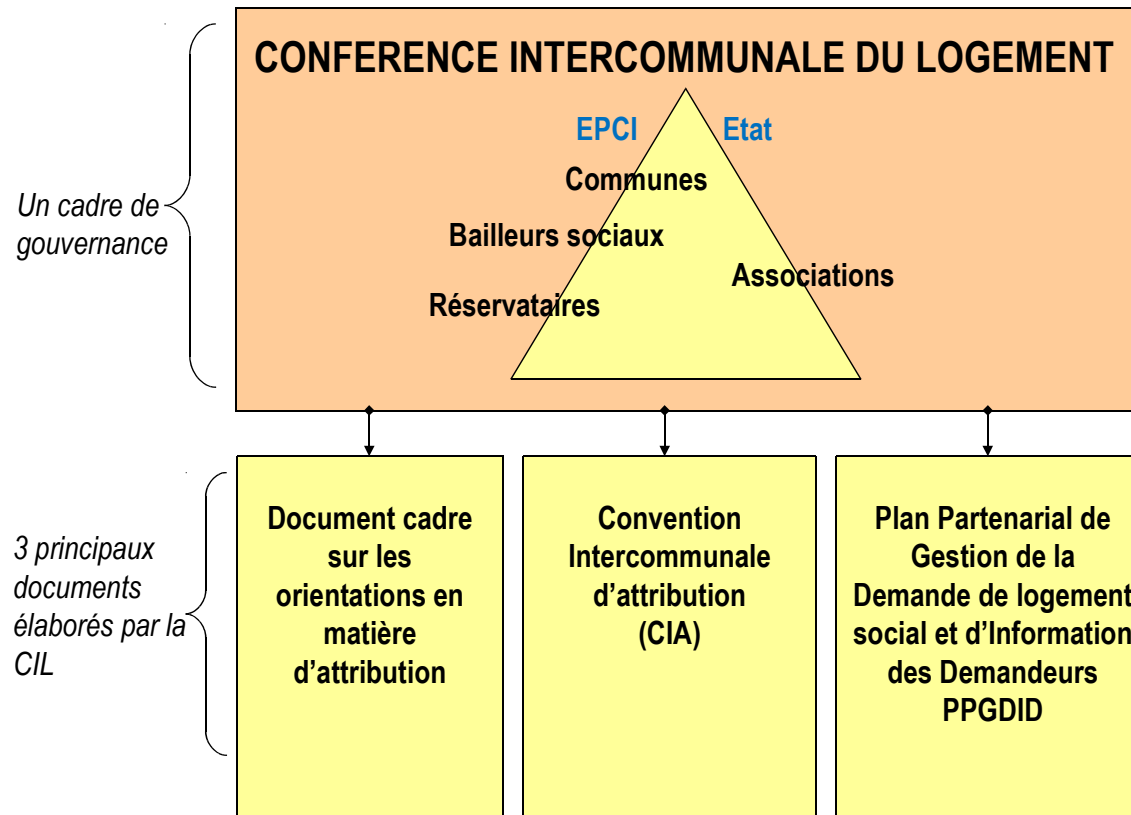 CONFERENCE INTERCOMMUNALE DU LOGEMENT
EPCI Etat
Communes
Bailleurs sociaux
Associations
Réservataires
Un cadre de
gouvernance
3 principaux
documents
élaborés par la
CIL
Document cadre
sur les
orientations en
matière
d'attribution
Convention
Intercommunale
d'attribution
(CIA)
Plan Partenarial de
Gestion de la
Demande de logement
social et d'Information
des Demandeurs
PPGDID